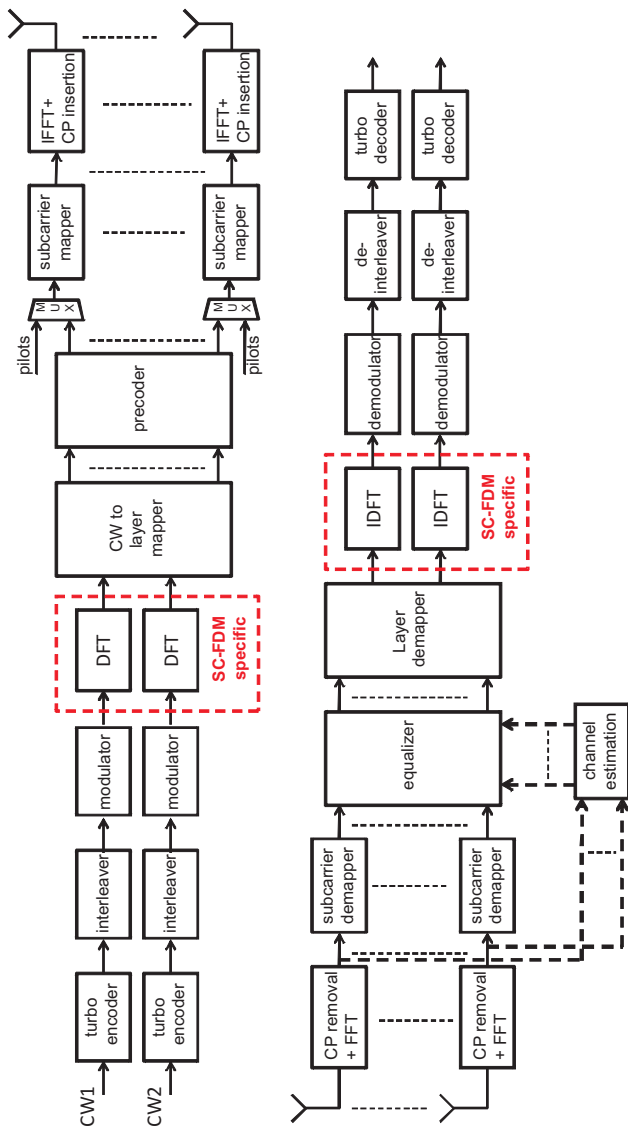 CW1
turbo
encoder
interleaver
modulator
DFT
CW2
turbo
encoder
interleaver
modulator
DFT
SC-FDM
specific
CW to
layer
mapper
precoder
pilots
M
U
X
subcarrier
mapper
IFFT+
CP insertion
pilots
M
U
X
subcarrier
mapper
IFFT+
CP insertion
CP removal
+ FFT
subcarrier
demapper
CP removal
+ FFT
subcarrier
demapper
channel
estimation
equalizer
Layer
demapper
IDFT
demodulator
de-
interleaver
turbo
decoder
IDFT
demodulator
de-
interleaver
turbo
decoder
SC-FDM
specific